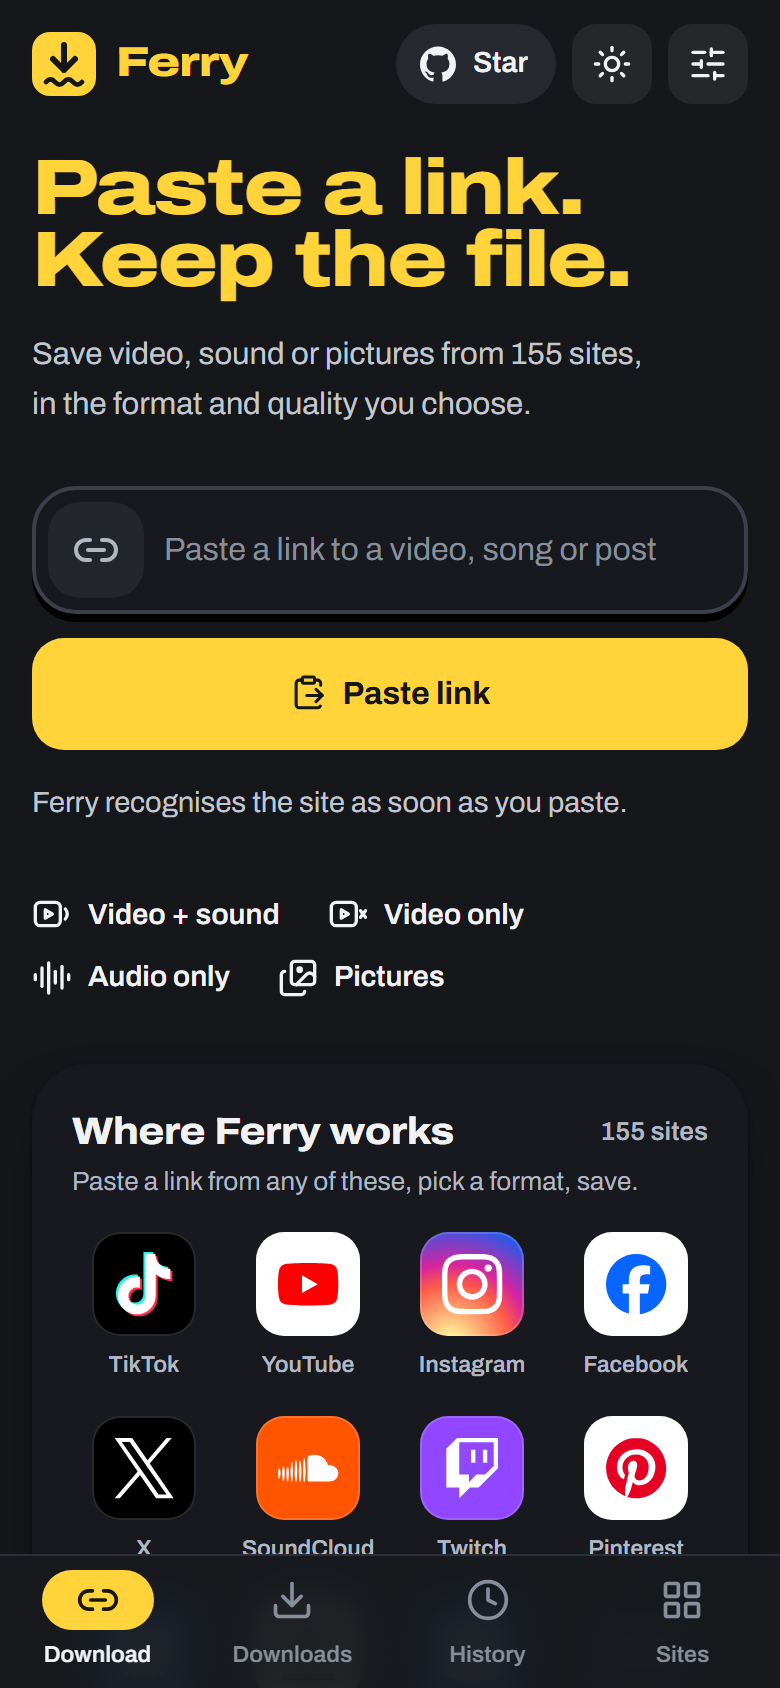 Ferry
Star
Paste a link.
Keep the file.
Save video, sound or pictures from 155 sites,
in the format and quality you choose.
Paste a link to a video, song or post
Paste link
Ferry recognises the site as soon as you paste.
Video + sound
Video only
Audio only
Pictures
Where Ferry works
155 sites
Paste a link from any of these, pick a format, save.
TikTok
YouTube
Instagram
Facebook
X
SoundCloud
Twitch
Pinterest
Download
Downloads
History
Sites